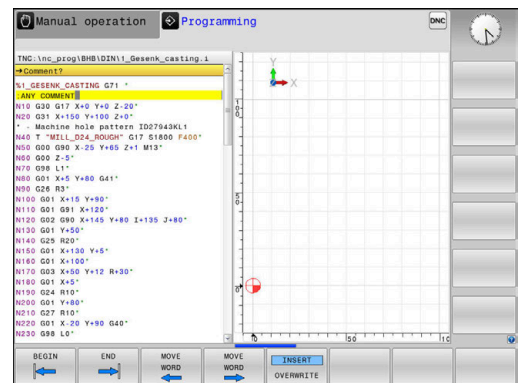 Manual operation
Programming
DNC
TNC:\nc_prog\BHB\DIN\1_Gesenk_casting.i
→Comment?
%1_GESENK_CASTING G71 *
;ANY COMMENT
N10 G30 G17 X+0 Y+0 Z-20*
N20 G31 X+150 Y+100 Z+0*
* - Machine hole pattern ID27943KL1
N40 T "MILL_D24_ROUGH" G17 S1800 F400*
N50 G00 G90 X-25 Y+65 Z+1 M13*
N60 G00 Z-5*
N70 G98 L1*
N80 G01 X+5 Y+80 G41*
N90 G26 R3*
N100 G01 X+15 Y+90*
N110 G01 G91 X+120*
N120 G02 G90 X+145 Y+80 I+135 J+80*
N130 G01 Y+50*
N140 G25 R20*
N150 G01 X+130 Y+5*
N160 G01 X+100*
N170 G03 X+50 Y+12 R+30*
N180 G01 X+5*
N190 G24 R10*
N200 G01 Y+80*
N210 G27 R10*
N220 G01 X-20 Y+90 G40*
N230 G98 L0*
Y
X
100
50
0
0
50
BEGIN
END
MOVE WORD
MOVE WORD
INSERT
OVERWRITE